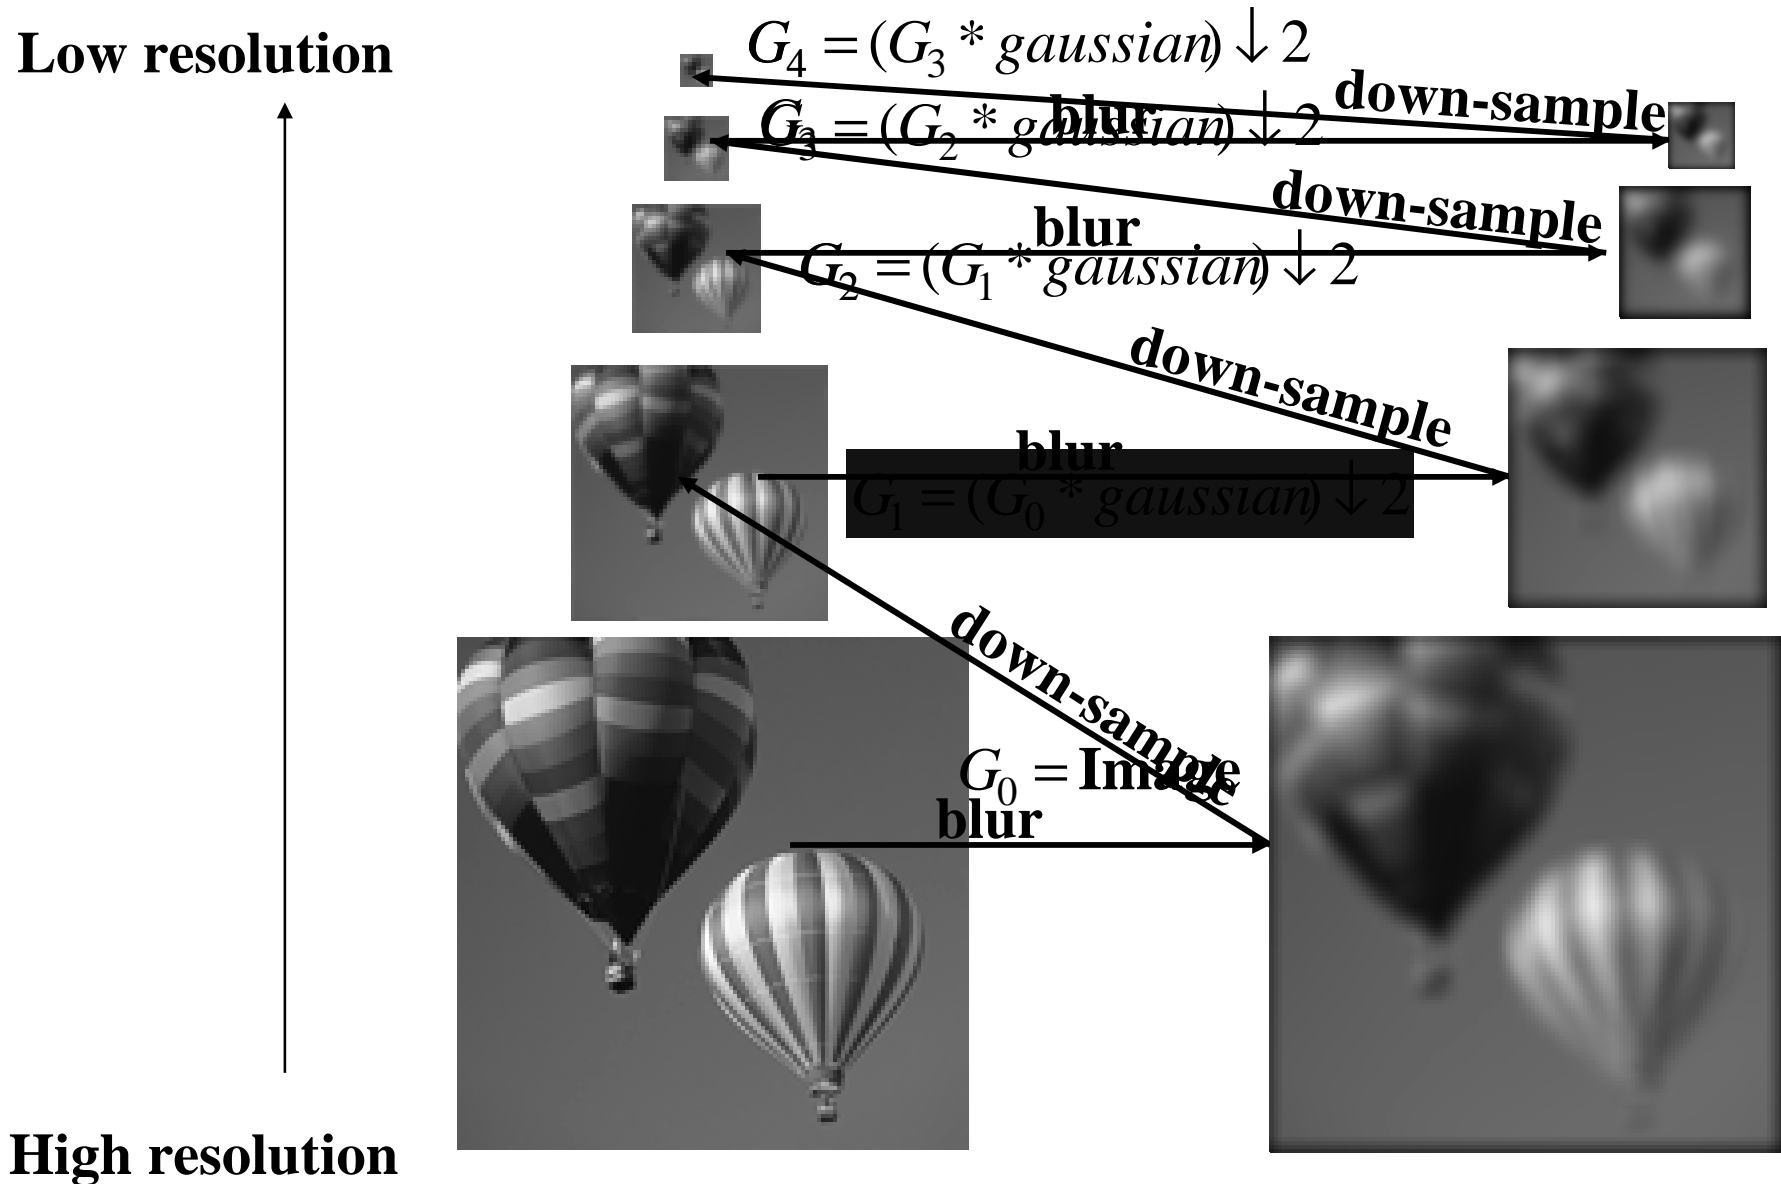 Low resolution
G₄ = (G₃ * gaussian) ↓ 2
down-sample
blur
G₃ = (G₂ * gaussian) ↓ 2
down-sample
blur
G₂ = (G₁ * gaussian) ↓ 2
down-sample
blur
G₁ = (G₀ * gaussian) ↓ 2
down-sample
G₀ = Image
blur
High resolution